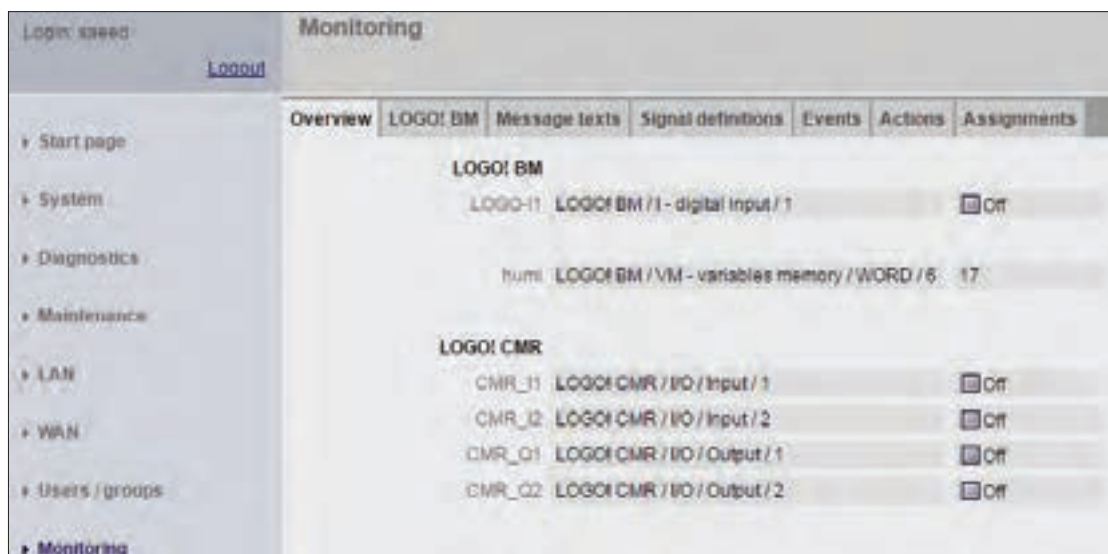 Login: saeed
Logout
Start page
System
Diagnostics
Maintenance
LAN
WAN
Users / groups
Monitoring
Monitoring
Overview LOGO! BM Message texts Signal definitions Events Actions Assignments
LOGO! BM
LOGO-I1 LOGO! BM / I - digital input / 1 Off
humi LOGO! BM / VM - variables memory / WORD / 6 17
LOGO! CMR
CMR_I1 LOGO! CMR / I/O / Input / 1 Off
CMR_I2 LOGO! CMR / I/O / Input / 2 Off
CMR_Q1 LOGO! CMR / I/O / Output / 1 Off
CMR_Q2 LOGO! CMR / I/O / Output / 2 Off